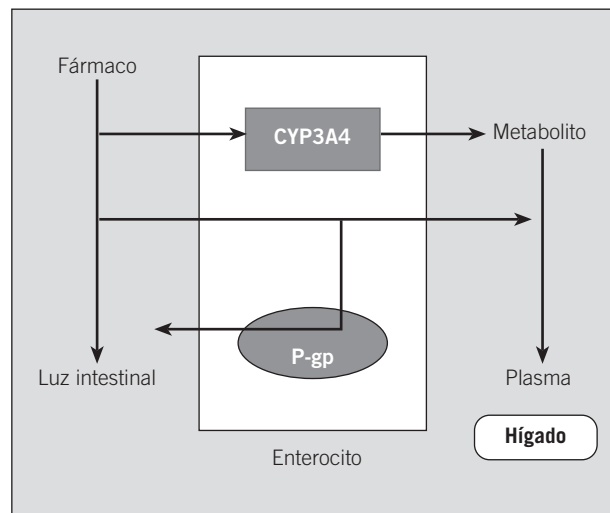 Fármaco
CYP3A4
Metabolito
P-gp
Luz intestinal
Plasma
Hígado
Enterocito